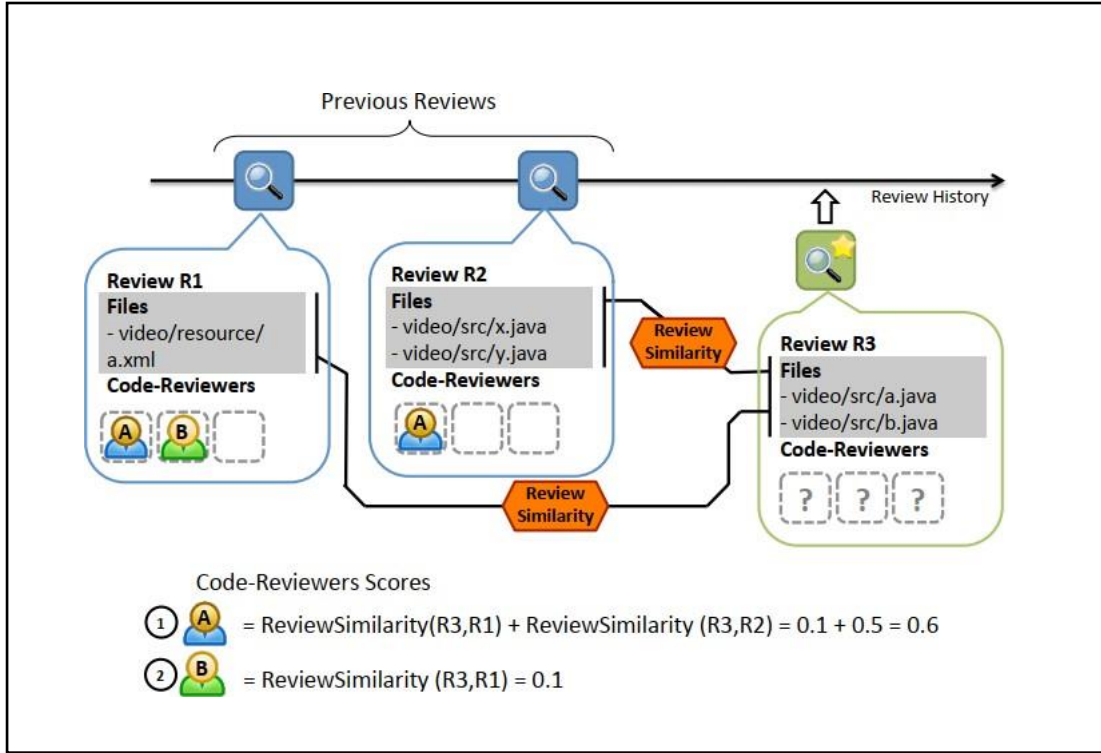 Previous Reviews
Review History
Review R1
Files
- video/resource/
a.xml
Code-Reviewers
A B
Review R2
Files
- video/src/x.java
- video/src/y.java
Code-Reviewers
A
Review
Similarity
Review R3
Files
- video/src/a.java
- video/src/b.java
Code-Reviewers
? ? ?
Review
Similarity
Code-Reviewers Scores
1 A = ReviewSimilarity(R3,R1) + ReviewSimilarity (R3,R2) = 0.1 + 0.5 = 0.6
2 B = ReviewSimilarity (R3,R1) = 0.1